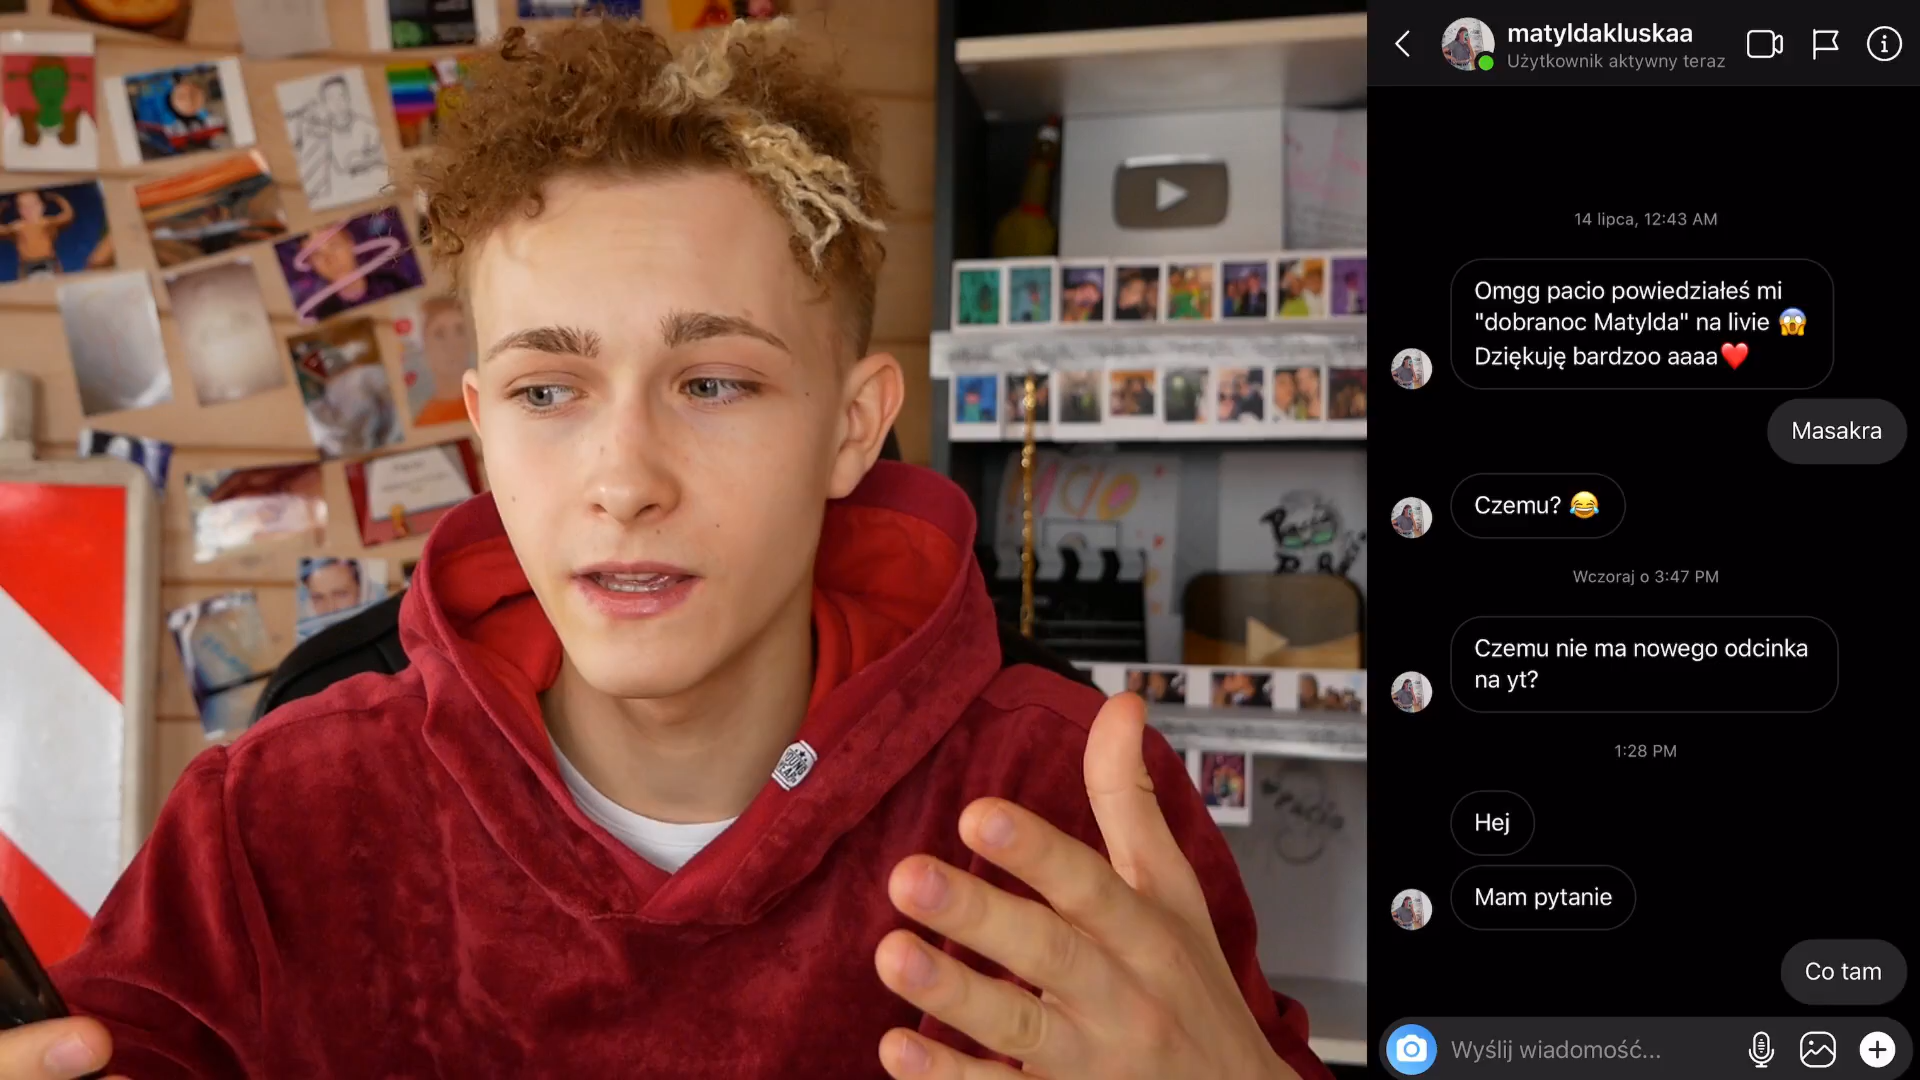 matyldakluskaa
Użytkownik aktywny teraz
14 lipca, 12:43 AM
Omgg pacio powiedziałeś mi
"dobranoc Matylda" na livie 😱
Dziękuję bardzoo aaaa❤️
Masakra
Czemu? 😂
Wczoraj o 3:47 PM
Czemu nie ma nowego odcinka
na yt?
1:28 PM
Hej
Mam pytanie
Co tam
Wyślij wiadomość...
PACIO
Pacio